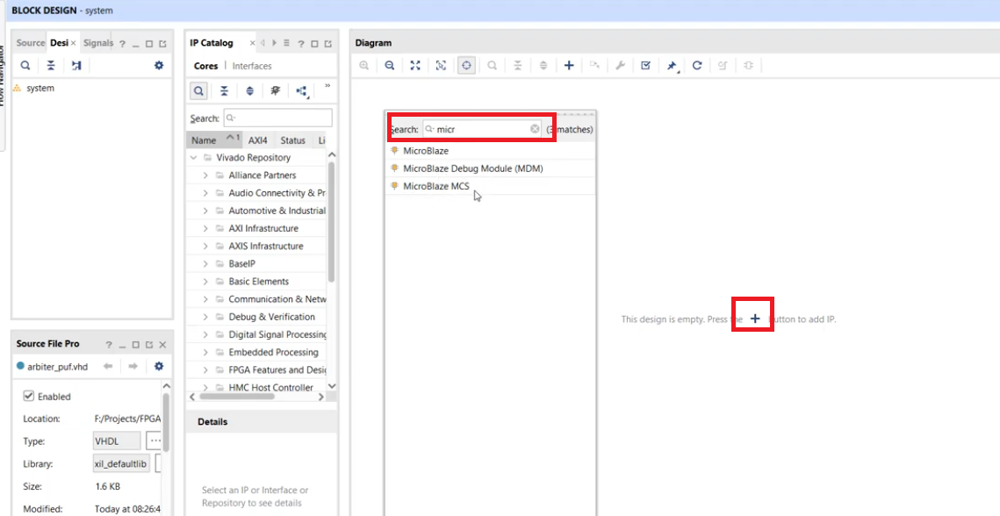 BLOCK DESIGN - system
Source Desi × Signals ? _
system
Source File Pro ? _ ×
arbiter_puf.vhd
Enabled
Location: F:/Projects/FPGA
Type: VHDL ...
Library: xil_defaultlib
Size: 1.6 KB
Modified: Today at 08:26:4
IP Catalog × ?
Cores | Interfaces
»
Search: Q-
Name ^1 AXI4 Status Li
Vivado Repository
Alliance Partners
Audio Connectivity & Pr
Automotive & Industrial
AXI Infrastructure
AXIS Infrastructure
BaseIP
Basic Elements
Communication & Netw
Debug & Verification
Digital Signal Processing
Embedded Processing
FPGA Features and Desig
HMC Host Controller
Details
Select an IP or Interface or
Repository to see details
Diagram
Search: micr (3 matches)
MicroBlaze
MicroBlaze Debug Module (MDM)
MicroBlaze MCS
This design is empty. Press the + button to add IP.